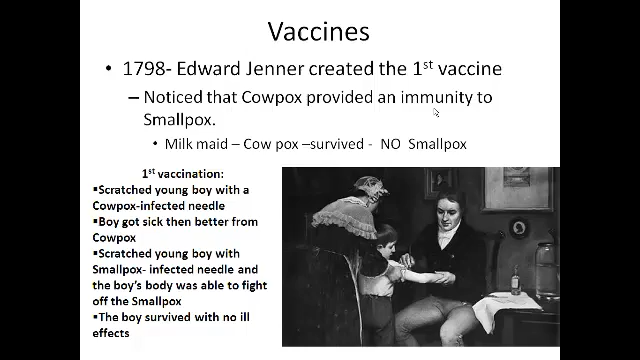 Vaccines
• 1798- Edward Jenner created the 1st vaccine
– Noticed that Cowpox provided an immunity to
Smallpox.
• Milk maid – Cow pox –survived - NO Smallpox
1st vaccination:
▪Scratched young boy with a
Cowpox-infected needle
▪Boy got sick then better from
Cowpox
▪Scratched young boy with
Smallpox- infected needle and
the boy's body was able to fight
off the Smallpox
▪The boy survived with no ill
effects